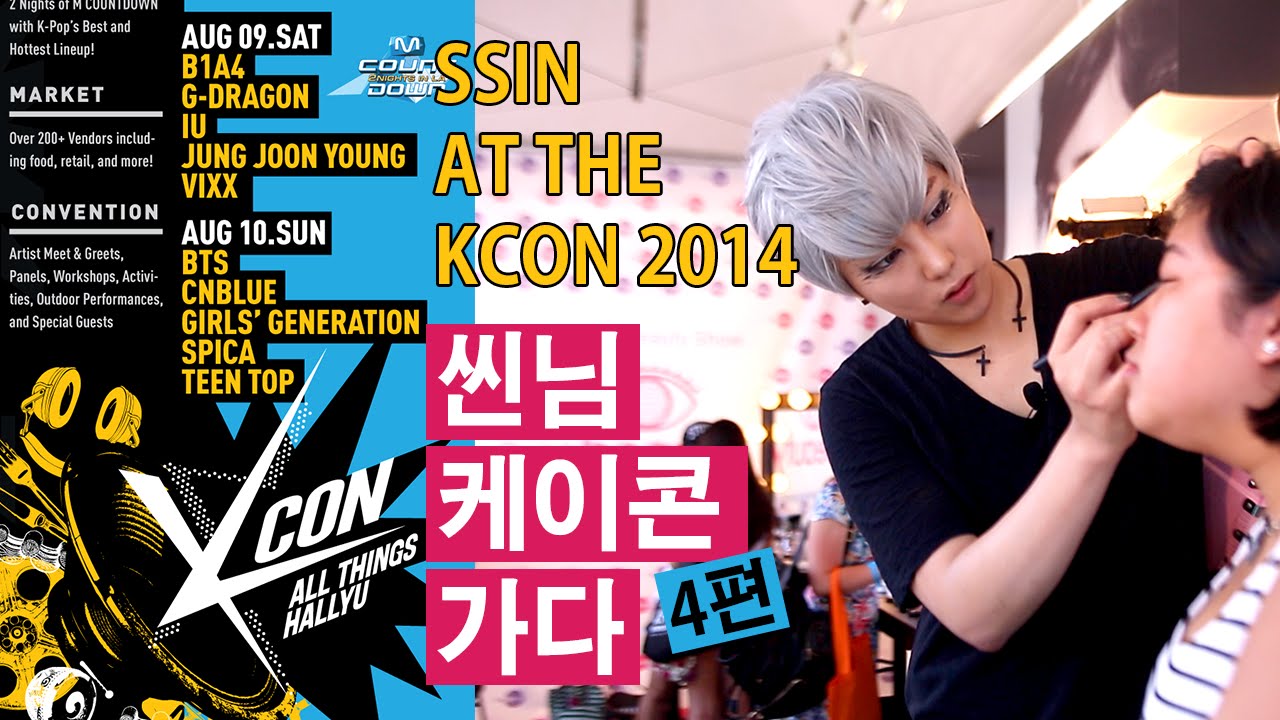 2 Nights of M COUNTDOWN
with K-Pop's Best and
Hottest Lineup!
MARKET
Over 200+ Vendors includ-
ing food, retail, and more!
CONVENTION
Artist Meet & Greets,
Panels, Workshops, Activi-
ties, Outdoor Performances,
and Special Guests
AUG 09.SAT
B1A4
G-DRAGON
IU
JUNG JOON YOUNG
VIXX
AUG 10.SUN
BTS
CNBLUE
GIRLS' GENERATION
SPICA
TEEN TOP
M
COUN
2NIGHTS IN LA
DOWN
KCON
ALL THINGS
HALLYU
SSIN
AT THE
KCON 2014
씬님
케이콘
가다
4편